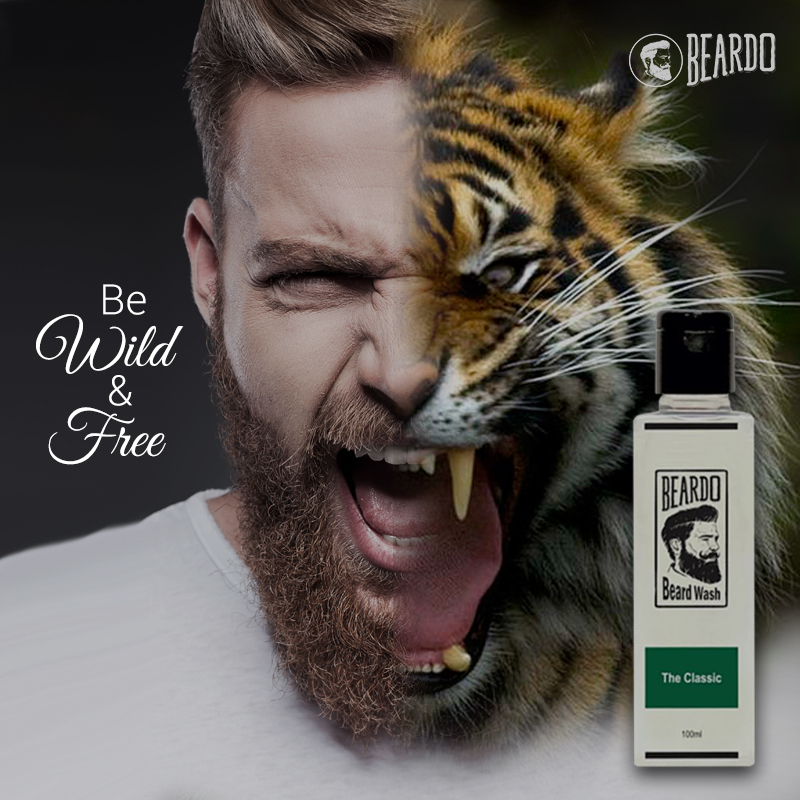 BEARDO
Be
Wild
&
Free
BEARDO
Beard Wash
The Classic
100ml